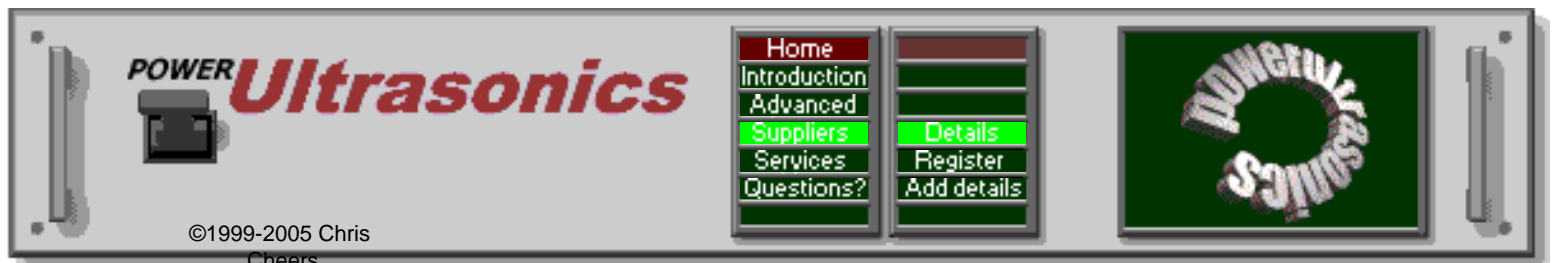 POWER Ultrasonics
©1999-2005 Chris
Cheers
Home
Introduction
Advanced
Suppliers
Services
Questions?
Details
Register
Add details
powerultrasonics